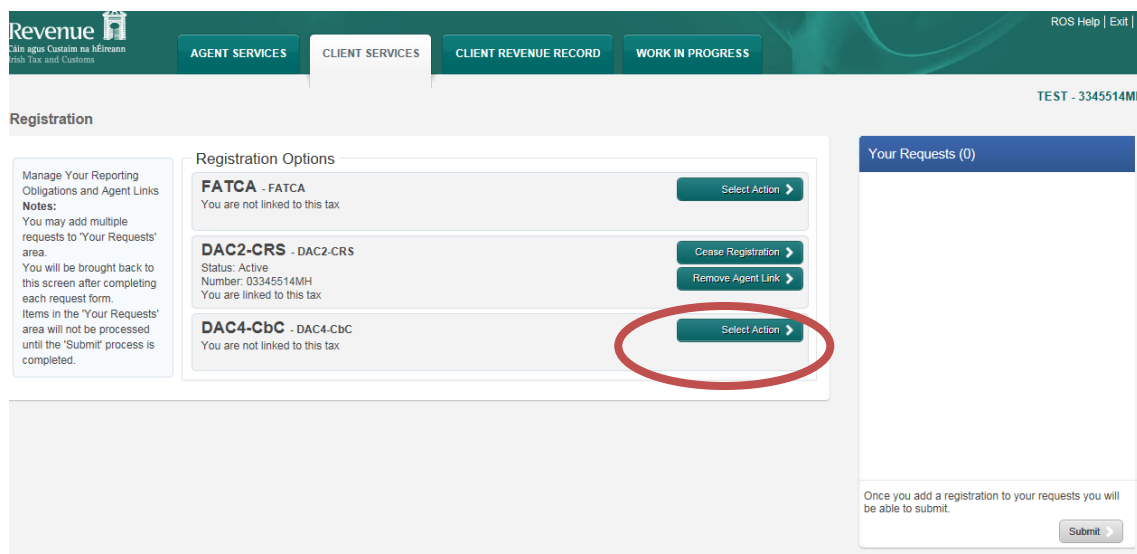 Revenue
Cáin agus Custaim na hÉireann
Irish Tax and Customs
AGENT SERVICES
CLIENT SERVICES
CLIENT REVENUE RECORD
WORK IN PROGRESS
ROS Help | Exit |
TEST - 3345514MH
Registration
Manage Your Reporting
Obligations and Agent Links
Notes:
You may add multiple
requests to 'Your Requests'
area.
You will be brought back to
this screen after completing
each request form.
Items in the 'Your Requests'
area will not be processed
until the 'Submit' process is
completed.
Registration Options
FATCA - FATCA
You are not linked to this tax
Select Action
DAC2-CRS - DAC2-CRS
Status: Active
Number: 03345514MH
You are linked to this tax
Cease Registration
Remove Agent Link
DAC4-CbC - DAC4-CbC
You are not linked to this tax
Select Action
Your Requests (0)
Once you add a registration to your requests you will
be able to submit.
Submit